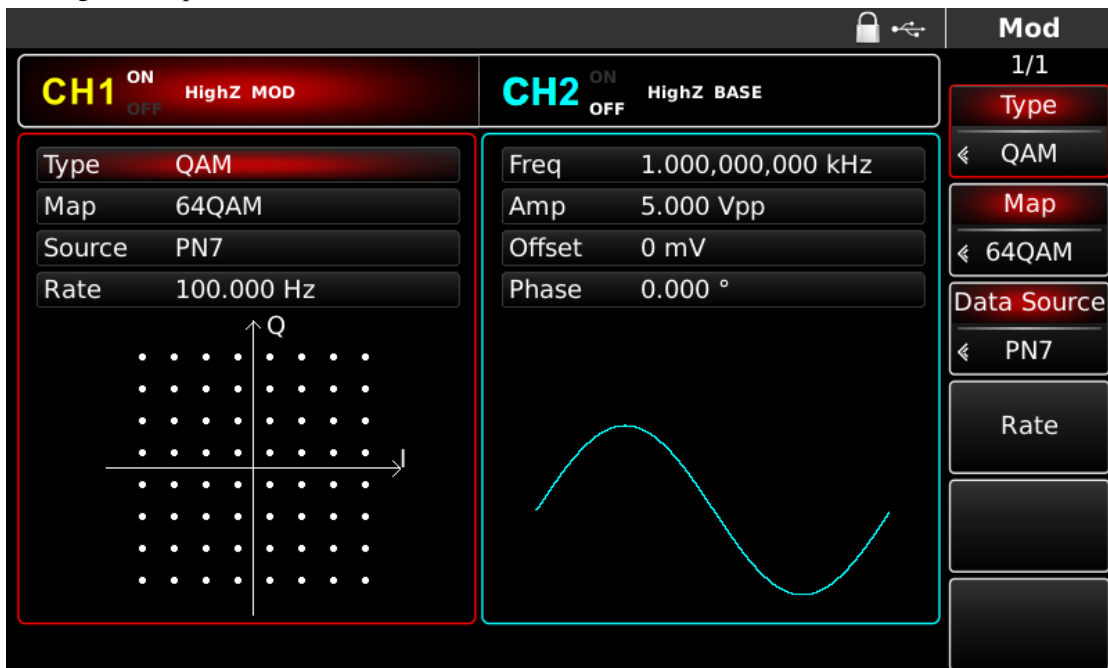 Mod
1/1
CH1 ON OFF HighZ MOD
CH2 ON OFF HighZ BASE
Type QAM
Map 64QAM
Source PN7
Rate 100.000 Hz
Q
I
Freq 1.000,000,000 kHz
Amp 5.000 Vpp
Offset 0 mV
Phase 0.000 °
Type
QAM
Map
64QAM
Data Source
PN7
Rate